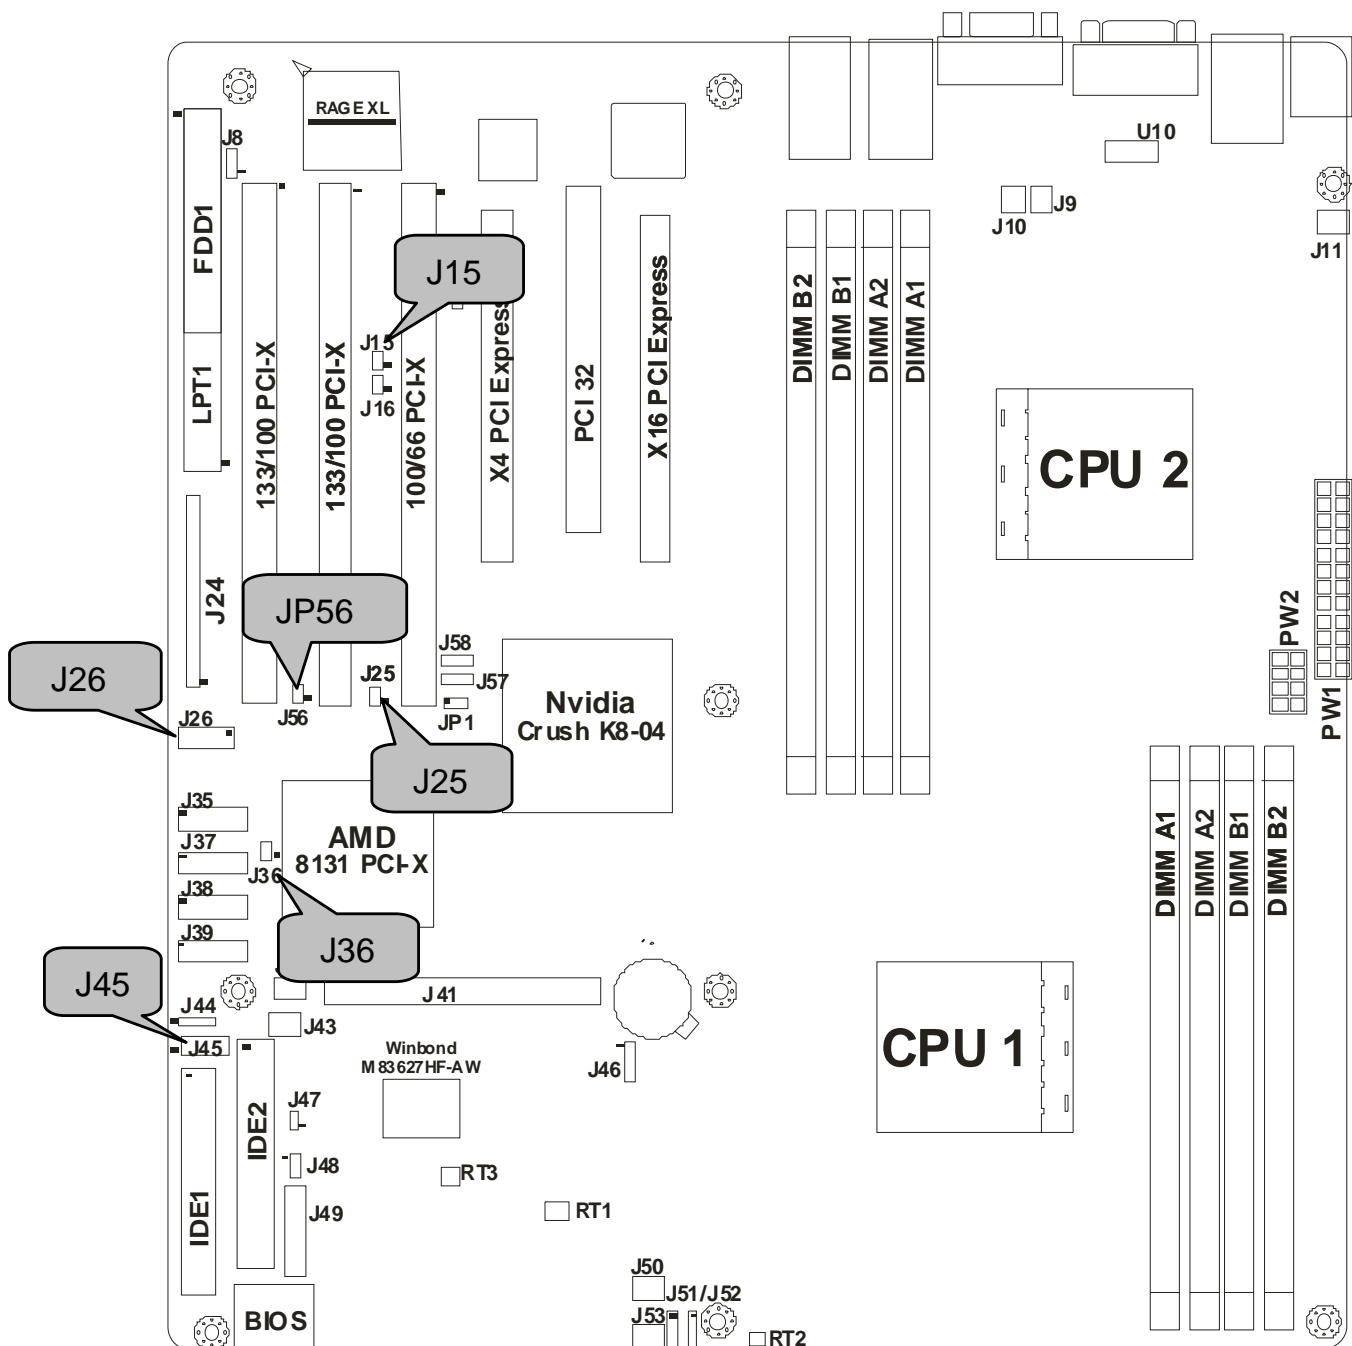 RAGE XL
U10
J8
J9
J10
J11
FDD1
LPT1
133/100 PCI-X
133/100 PCI-X
100/66 PCI-X
X4 PCI Express
PCI 32
X16 PCI Express
DIMM B2
DIMM B1
DIMM A2
DIMM A1
J15
J15
J16
CPU 2
J24
JP56
J26
J26
J56
J25
J25
J58
J57
JP1
Nvidia
Crush K8-04
PW2
PW1
J35
J37
J36
J38
J39
AMD
8131 PCI-X
J36
J45
J44
J45
J43
J41
Winbond
M83627HF-AW
J46
CPU 1
DIMM A1
DIMM A2
DIMM B1
DIMM B2
IDE1
IDE2
J47
J48
J49
RT3
RT1
BIOS
J50
J51/J52
J53
RT2